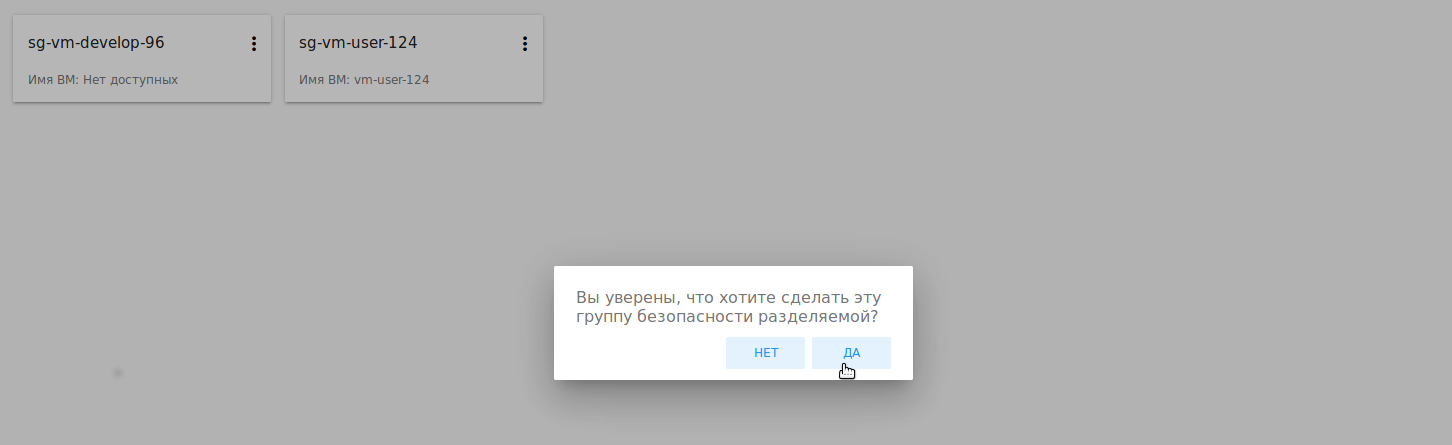 sg-vm-develop-96
Имя ВМ: Нет доступных
sg-vm-user-124
Имя ВМ: vm-user-124
Вы уверены, что хотите сделать эту
группу безопасности разделяемой?
НЕТ
ДА